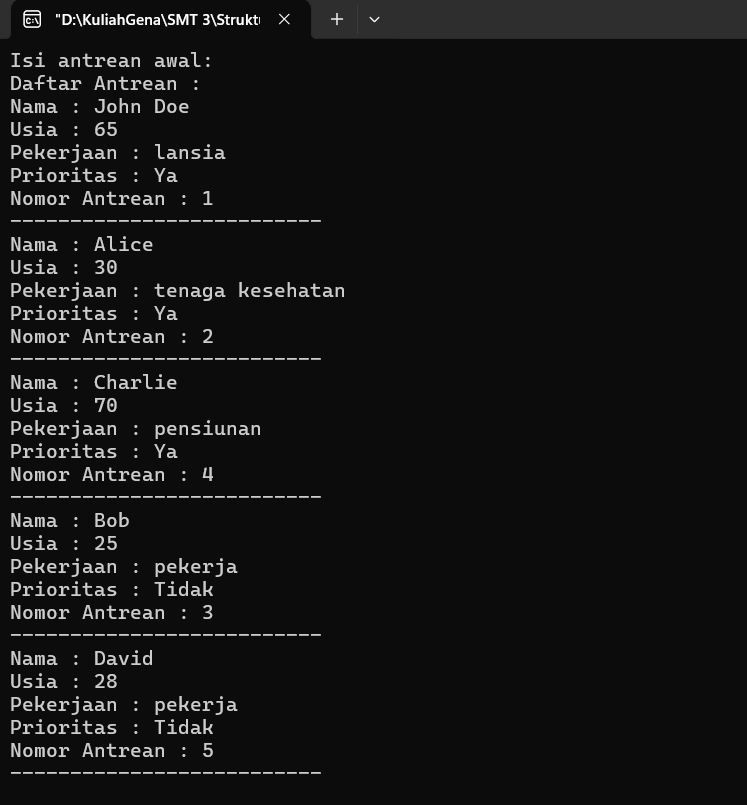 "D:\KuliahGena\SMT 3\Struktu
Isi antrean awal:
Daftar Antrean :
Nama : John Doe
Usia : 65
Pekerjaan : lansia
Prioritas : Ya
Nomor Antrean : 1
--------------------------
Nama : Alice
Usia : 30
Pekerjaan : tenaga kesehatan
Prioritas : Ya
Nomor Antrean : 2
--------------------------
Nama : Charlie
Usia : 70
Pekerjaan : pensiunan
Prioritas : Ya
Nomor Antrean : 4
--------------------------
Nama : Bob
Usia : 25
Pekerjaan : pekerja
Prioritas : Tidak
Nomor Antrean : 3
--------------------------
Nama : David
Usia : 28
Pekerjaan : pekerja
Prioritas : Tidak
Nomor Antrean : 5
--------------------------